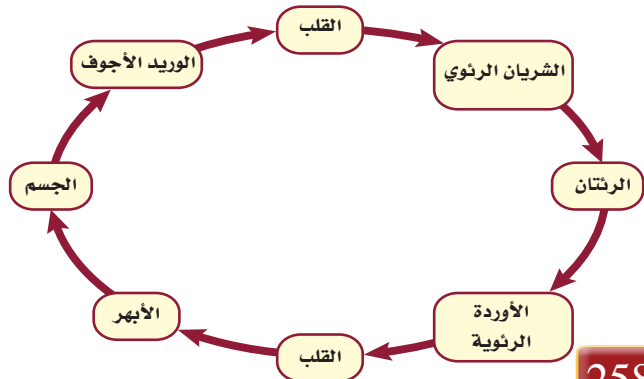 القلب
الشريان الرئوي
الرئتان
الأوردة
الرئوية
القلب
الأبهر
الجسم
الوريد الأجوف